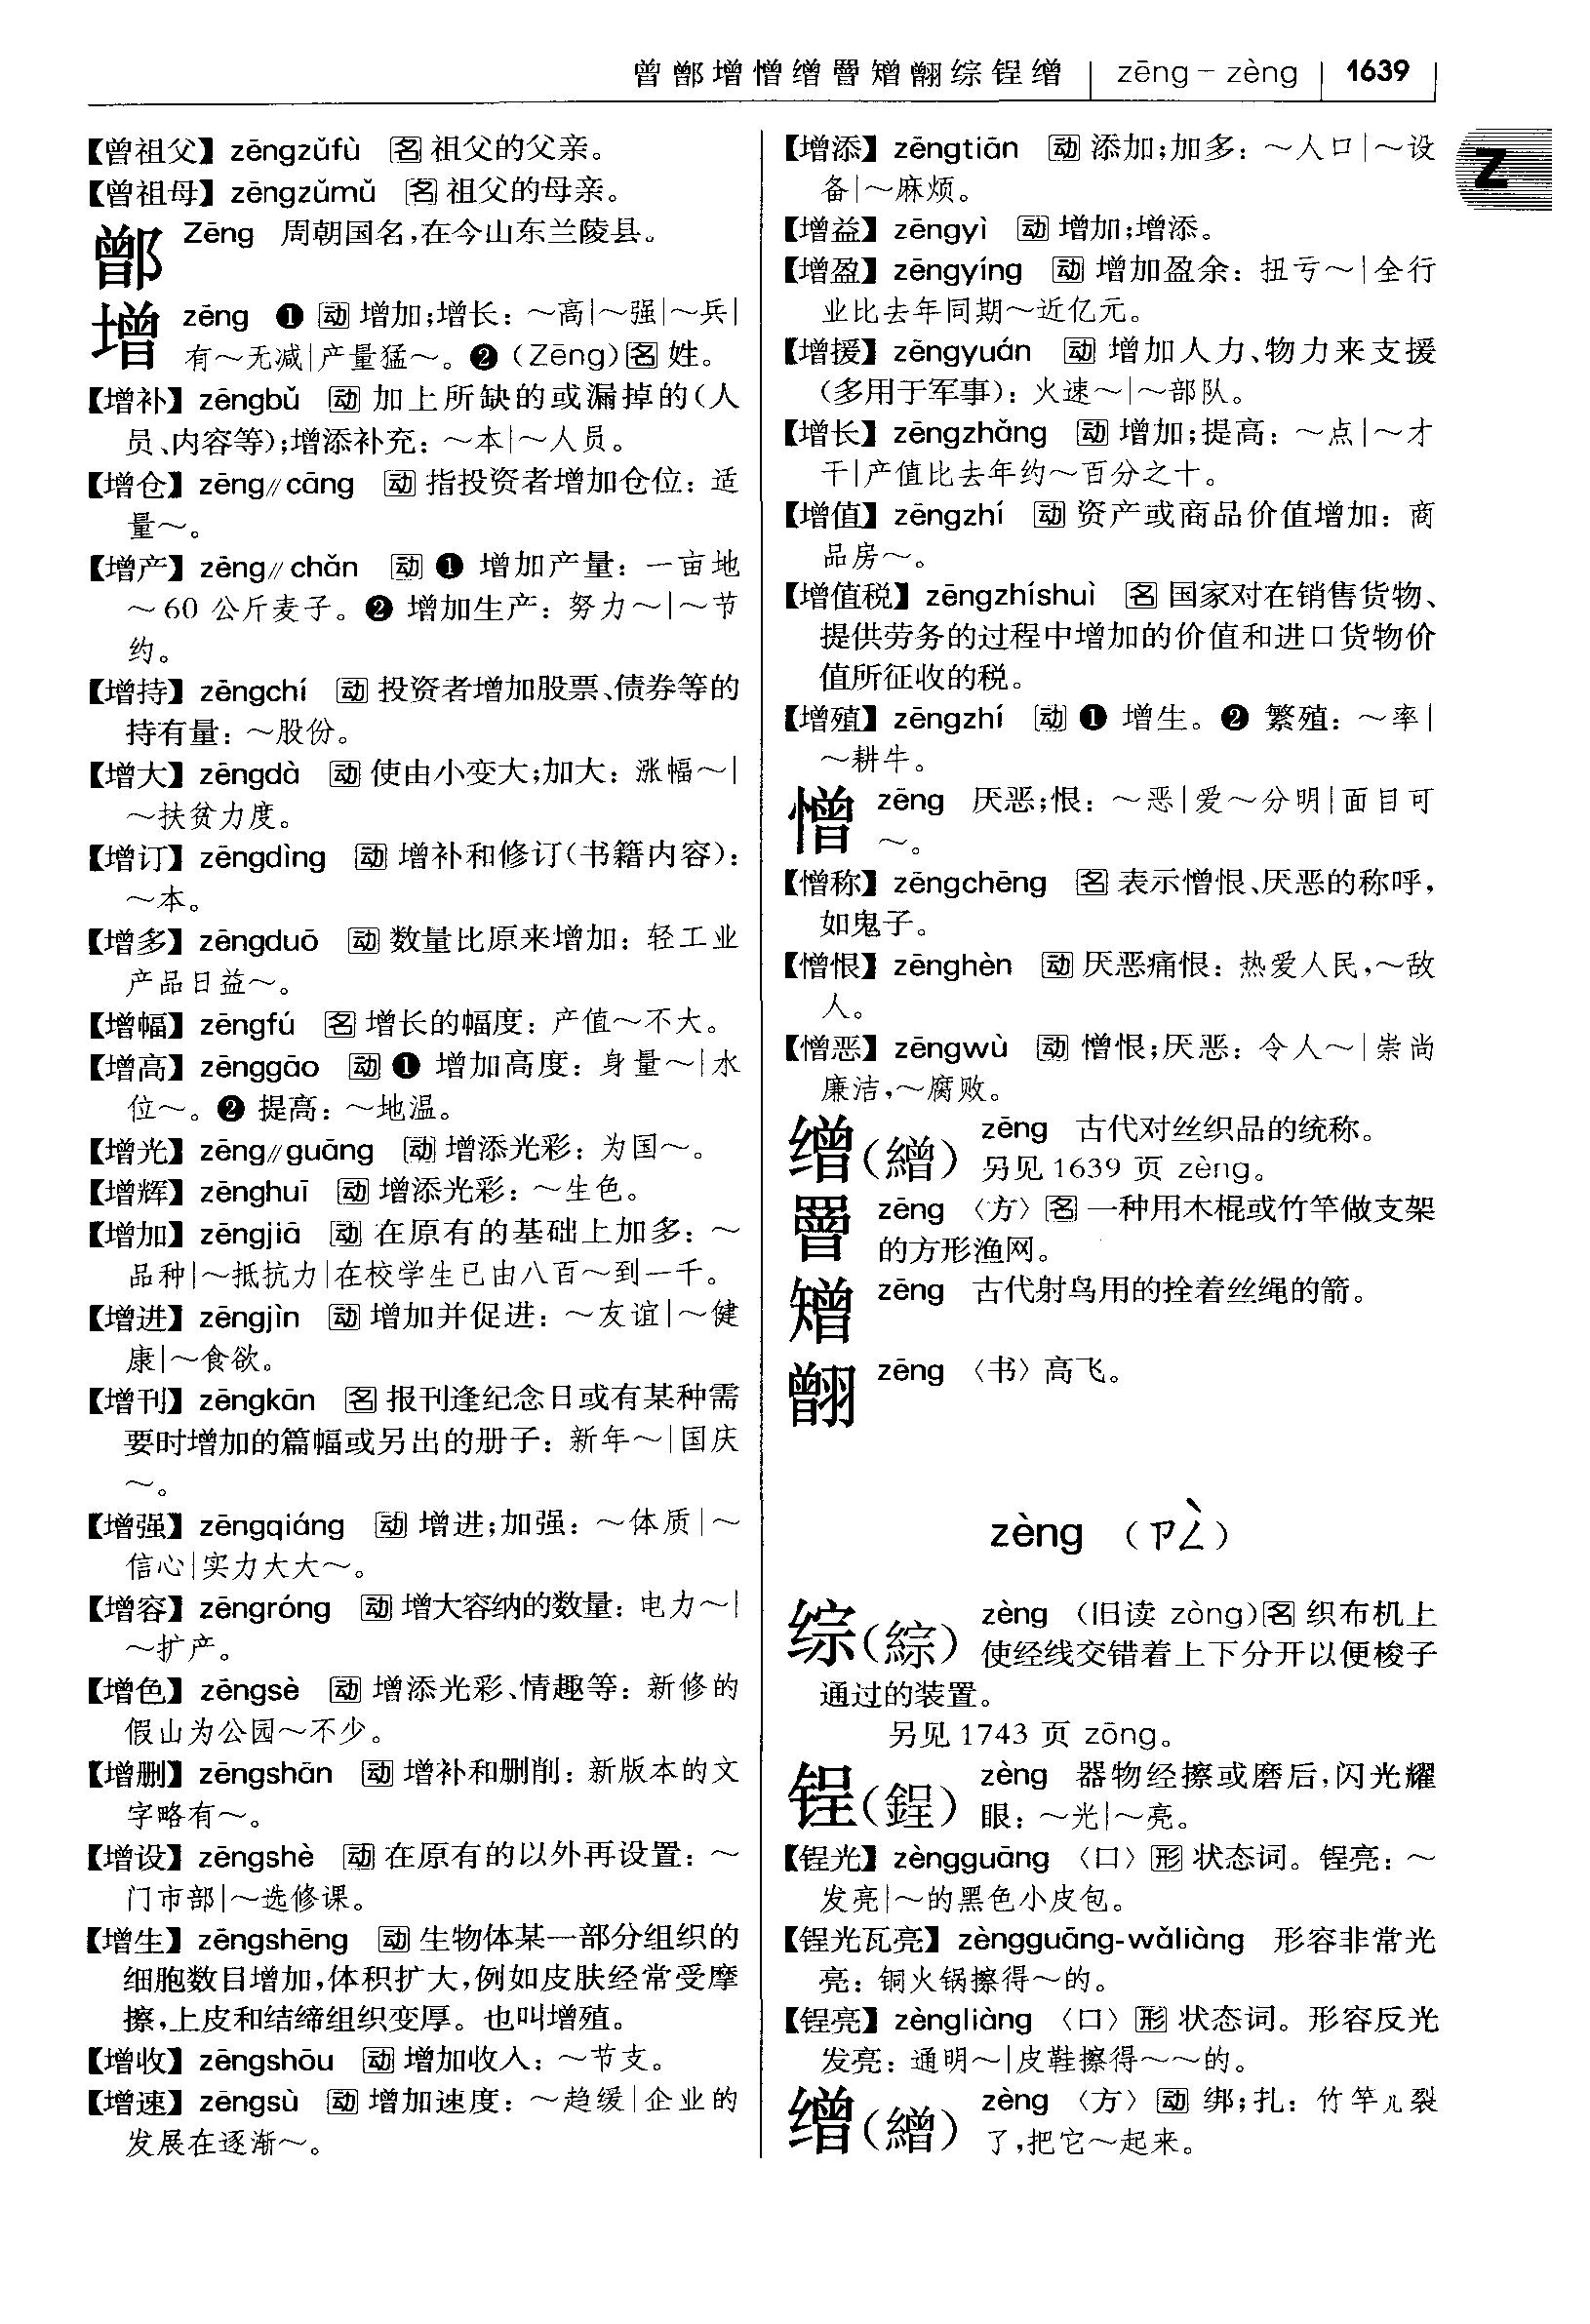 曾鄫增憎缯罾矰翻综锃缯 | zēng – zèng | 1639
Z
【曾祖父】 zēngzǔfù 名 祖父的父亲。
【曾祖母】 zēngzǔmǔ 名 祖父的母亲。
鄫 Zēng 周朝国名,在今山东兰陵县。
增 zēng ❶ 动 增加;增长:～高|～强|～兵|
有～无减|产量猛～。❷(Zēng)名 姓。
【增补】 zēngbǔ 动 加上所缺的或漏掉的(人
员、内容等);增添补充:～本|～人员。
【增仓】 zēng//cāng 动 指投资者增加仓位:适
量～。
【增产】 zēng//chǎn 动 ❶ 增加产量:一亩地
～60 公斤麦子。❷ 增加生产:努力～|～节
约。
【增持】 zēngchí 动 投资者增加股票、债券等的
持有量:～股份。
【增大】 zēngdà 动 使由小变大;加大:涨幅～|
～扶贫力度。
【增订】 zēngdìng 动 增补和修订(书籍内容):
～本。
【增多】 zēngduō 动 数量比原来增加:轻工业
产品日益～。
【增幅】 zēngfú 名 增长的幅度:产值～不大。
【增高】 zēnggāo 动 ❶ 增加高度:身量～|水
位～。❷ 提高:～地温。
【增光】 zēng//guāng 动 增添光彩:为国～。
【增辉】 zēnghuī 动 增添光彩:～生色。
【增加】 zēngjiā 动 在原有的基础上加多:～
品种|～抵抗力|在校学生已由八百～到一千。
【增进】 zēngjìn 动 增加并促进:～友谊|～健
康|～食欲。
【增刊】 zēngkān 名 报刊逢纪念日或有某种需
要时增加的篇幅或另出的册子:新年～|国庆
～。
【增强】 zēngqiáng 动 增进;加强:～体质|～
信心|实力大大～。
【增容】 zēngróng 动 增大容纳的数量:电力～|
～扩产。
【增色】 zēngsè 动 增添光彩、情趣等:新修的
假山为公园～不少。
【增删】 zēngshān 动 增补和删削:新版本的文
字略有～。
【增设】 zēngshè 动 在原有的以外再设置:～
门市部|～选修课。
【增生】 zēngshēng 动 生物体某一部分组织的
细胞数目增加,体积扩大,例如皮肤经常受摩
擦,上皮和结缔组织变厚。也叫增殖。
【增收】 zēngshōu 动 增加收入:～节支。
【增速】 zēngsù 动 增加速度:～趋缓|企业的
发展在逐渐～。
【增添】 zēngtiān 动 添加;加多:～人口|～设
备|～麻烦。
【增益】 zēngyì 动 增加;增添。
【增盈】 zēngyíng 动 增加盈余:扭亏～|全行
业比去年同期～近亿元。
【增援】 zēngyuán 动 增加人力、物力来支援
(多用于军事):火速～|～部队。
【增长】 zēngzhǎng 动 增加;提高:～点|～才
干|产值比去年约～百分之十。
【增值】 zēngzhí 动 资产或商品价值增加:商
品房～。
【增值税】 zēngzhíshuì 名 国家对在销售货物、
提供劳务的过程中增加的价值和进口货物价
值所征收的税。
【增殖】 zēngzhí 动 ❶ 增生。❷ 繁殖:～率|
～耕牛。
憎 zēng 厌恶;恨:～恶|爱～分明|面目可
～。
【憎称】 zēngchēng 名 表示憎恨、厌恶的称呼,
如鬼子。
【憎恨】 zēnghèn 动 厌恶痛恨:热爱人民,～敌
人。
【憎恶】 zēngwù 动 憎恨;厌恶:令人～|崇尚
廉洁,～腐败。
缯(繒) zēng 古代对丝织品的统称。
另见 1639 页 zèng。
罾 zēng 〈方〉名 一种用木棍或竹竿做支架
的方形渔网。
矰 zēng 古代射鸟用的拴着丝绳的箭。
䎖 zēng 〈书〉高飞。
zèng (ㄗㄥˋ)
综(綜) zèng (旧读 zòng)名 织布机上
使经线交错着上下分开以便梭子
通过的装置。
另见 1743 页 zōng。
锃(鋥) zèng 器物经擦或磨后,闪光耀
眼:～光|～亮。
【锃光】 zèngguāng 〈口〉形 状态词。锃亮:～
发亮|～的黑色小皮包。
【锃光瓦亮】 zèngguāng-wǎliàng 形容非常光
亮:铜火锅擦得～的。
【锃亮】 zèngliàng 〈口〉形 状态词。形容反光
发亮:通明～|皮鞋擦得～～的。
缯(繒) zèng 〈方〉动 绑;扎:竹竿儿裂
了,把它～起来。